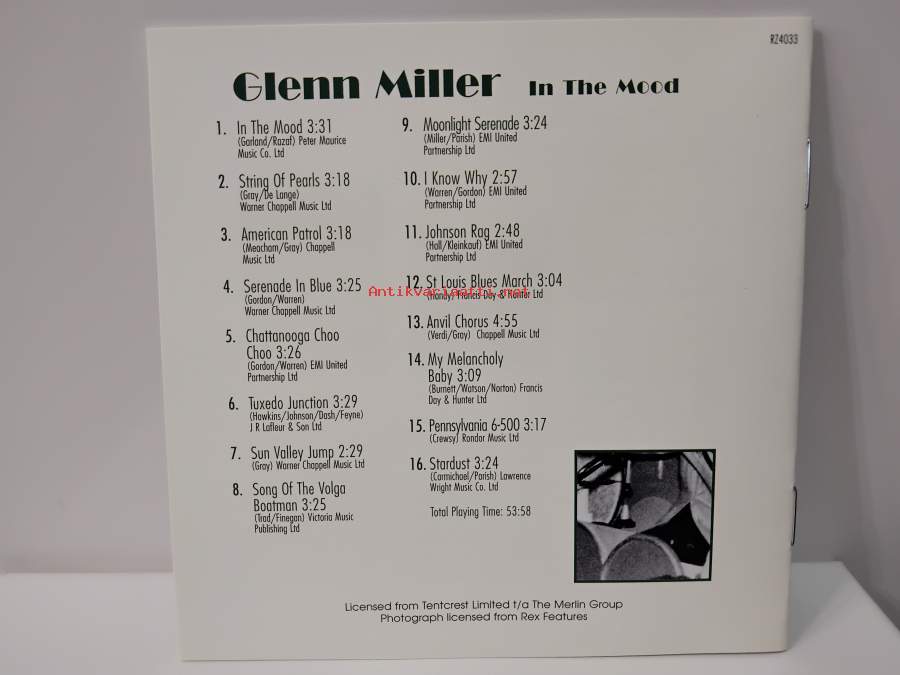 RZ4033
Glenn Miller In The Mood
1. In The Mood 3:31
(Garland/Razaf) Peter Maurice
Music Co. Ltd
2. String Of Pearls 3:18
(Gray/De Lange)
Warner Chappell Music Ltd
3. American Patrol 3:18
(Meacham/Gray) Chappell
Music Ltd
4. Serenade In Blue 3:25
(Gordon/Warren)
Warner Chappell Music Ltd
5. Chattanooga Choo
Choo 3:26
(Gordon/Warren) EMI United
Partnership Ltd
6. Tuxedo Junction 3:29
(Hawkins/Johnson/Dash/Feyne)
J R Lafleur & Son Ltd
7. Sun Valley Jump 2:29
(Gray) Warner Chappell Music Ltd
8. Song Of The Volga
Boatman 3:25
(Trad/Finegan) Victoria Music
Publishing Ltd
9. Moonlight Serenade 3:24
(Miller/Parish) EMI United
Partnership Ltd
10. I Know Why 2:57
(Warren/Gordon) EMI United
Partnership Ltd
11. Johnson Rag 2:48
(Hall/Kleinkauf) EMI United
Partnership Ltd
12. St Louis Blues March 3:04
(Handy) Francis Day & Hunter Ltd
Antikvariaatti.net
13. Anvil Chorus 4:55
(Verdi/Gray) Chappell Music Ltd
14. My Melancholy
Baby 3:09
(Burnett/Watson/Norton) Francis
Day & Hunter Ltd
15. Pennsylvania 6-500 3:17
(Crewsy) Rondor Music Ltd
16. Stardust 3:24
(Carmichael/Parish) Lawrence
Wright Music Co. Ltd
Total Playing Time: 53:58
Licensed from Tentcrest Limited t/a The Merlin Group
Photograph licensed from Rex Features